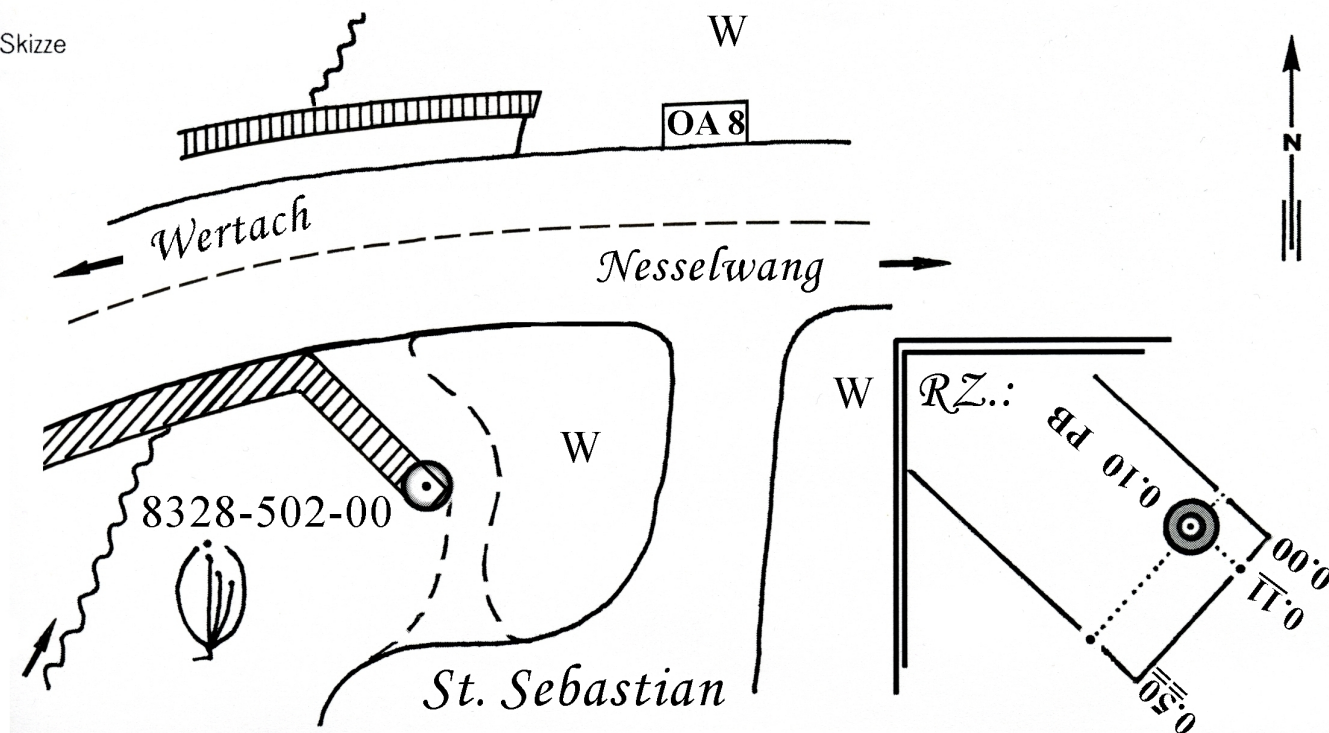 Skizze
W
OA 8
N
Wertach
Nesselwang
W
RZ.:
W
0.10 PB
8328-502-00
0.00
0.11
0.50
St. Sebastian